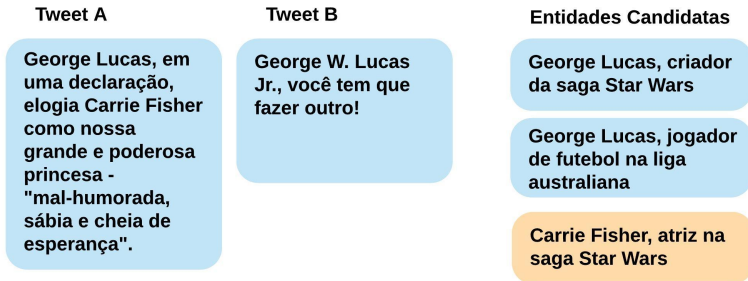 Tweet A
George Lucas, em
uma declaração,
elogia Carrie Fisher
como nossa
grande e poderosa
princesa -
"mal-humorada,
sábia e cheia de
esperança".
Tweet B
George W. Lucas
Jr., você tem que
fazer outro!
Entidades Candidatas
George Lucas, criador
da saga Star Wars
George Lucas, jogador
de futebol na liga
australiana
Carrie Fisher, atriz na
saga Star Wars